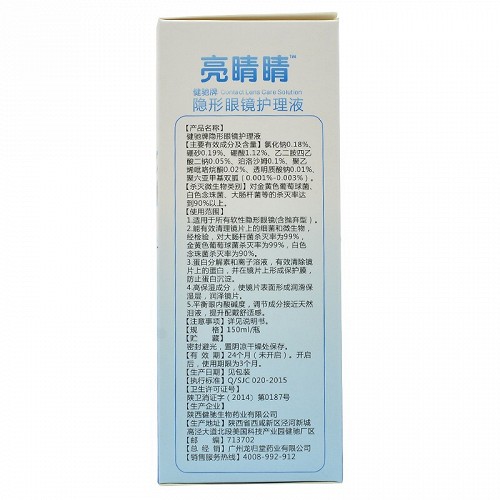 亮睛睛™
健驰牌 Contact Lens Care Solution
隐形眼镜护理液
【产品名称】
健驰牌隐形眼镜护理液
【主要有效成分及含量】氯化钠0.18%、
硼砂0.19%、硼酸1.12%、乙二胺四乙
酸二钠0.05%、泊洛沙姆0.1%、聚乙
烯吡咯烷酮0.02%、透明质酸钠0.01%、
聚六亚甲基双胍（0.001%-0.003%）。
【杀灭微生物类别】对金黄色葡萄球菌、
白色念珠菌、大肠杆菌等的杀灭率达
到90%以上。
【使用范围】
1.适用于所有软性隐形眼镜(含抛弃型)。
2.能有效清理镜片上的细菌和微生物，
经检验，对大肠杆菌杀灭率为99%，
金黄色葡萄球菌杀灭率为99%，白色
念珠菌杀灭率为90%。
3.蛋白分解素和离子溶液，有效清除镜
片上的蛋白，并在镜片上形成保护膜，
防止蛋白沉淀。
4.高保湿成分，使镜片表面形成润滑保
湿层，润泽镜片。
5.平衡眼内酸碱度，调节成分接近天然
泪液，提升配戴舒适感。
【注意事项】详见说明书。
【规 格】150ml/瓶
【贮 藏】
密封避光，置阴凉干燥处保存。
【有 效 期】24个月（未开启）。开启
后，使用期限为3个月。
【生产日期】见包装
【执行标准】Q/SJC 020-2015
【卫生许可证号】
陕卫消证字（2014）第0187号
【生产企业】
陕西健驰生物药业有限公司
【生产地址】陕西省西咸新区泾河新城
高泾大道北段美国科技产业园健驰厂区
【邮 编】713702
【总 经 销】广州龙归堂药业有限公司
【销售服务热线】4008-992-912